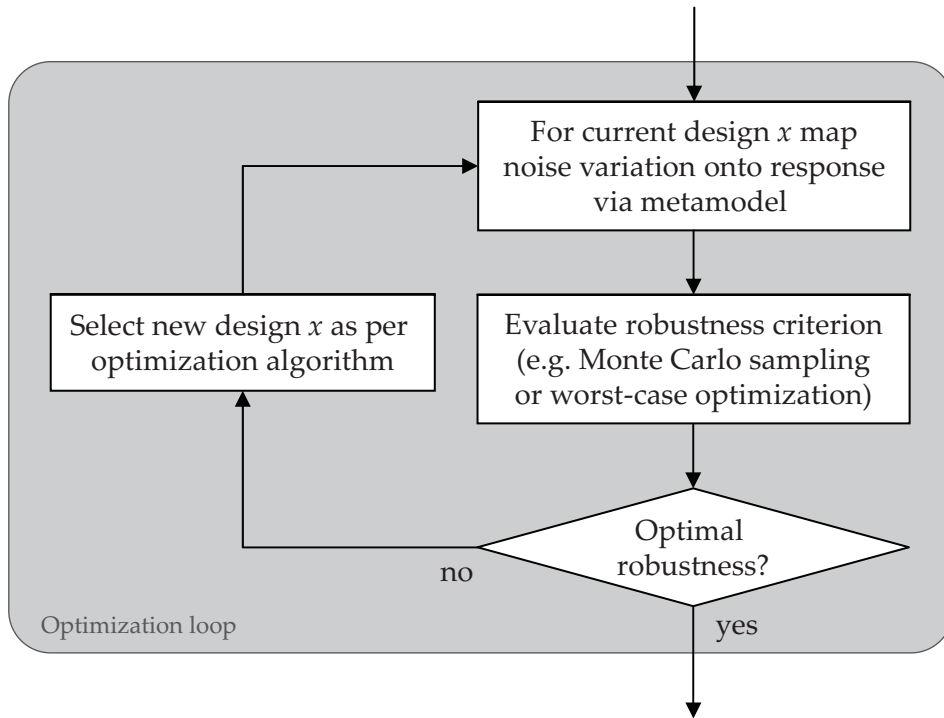 For current design x map
noise variation onto response
via metamodel
Select new design x as per
optimization algorithm
Evaluate robustness criterion
(e.g. Monte Carlo sampling
or worst-case optimization)
Optimal
robustness?
no
yes
Optimization loop